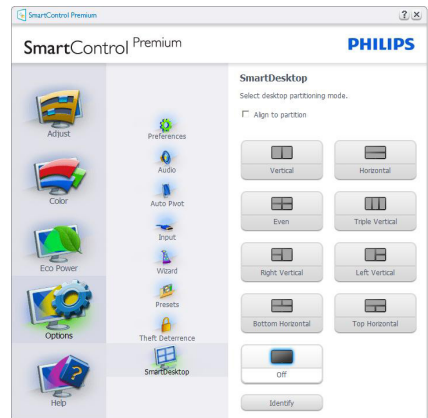 SmartControl Premium
SmartControl Premium
PHILIPS
Adjust
Color
Eco Power
Options
Help
Preferences
Audio
Auto Pivot
Input
Wizard
Presets
Theft Deterrence
SmartDesktop
SmartDesktop
Select desktop partitioning mode.
Align to partition
Vertical
Horizontal
Even
Triple Vertical
Right Vertical
Left Vertical
Bottom Horizontal
Top Horizontal
Off
Identify